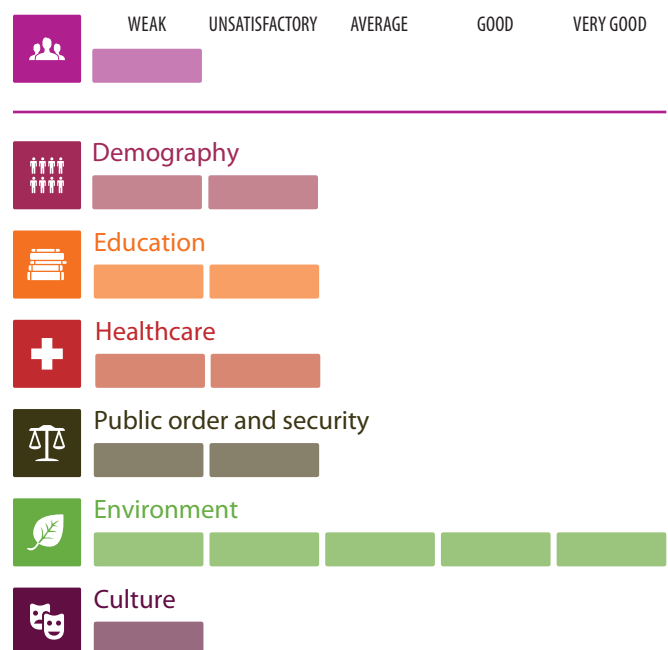 WEAK UNSATISFACTORY AVERAGE GOOD VERY GOOD
Demography
Education
Healthcare
Public order and security
Environment
Culture